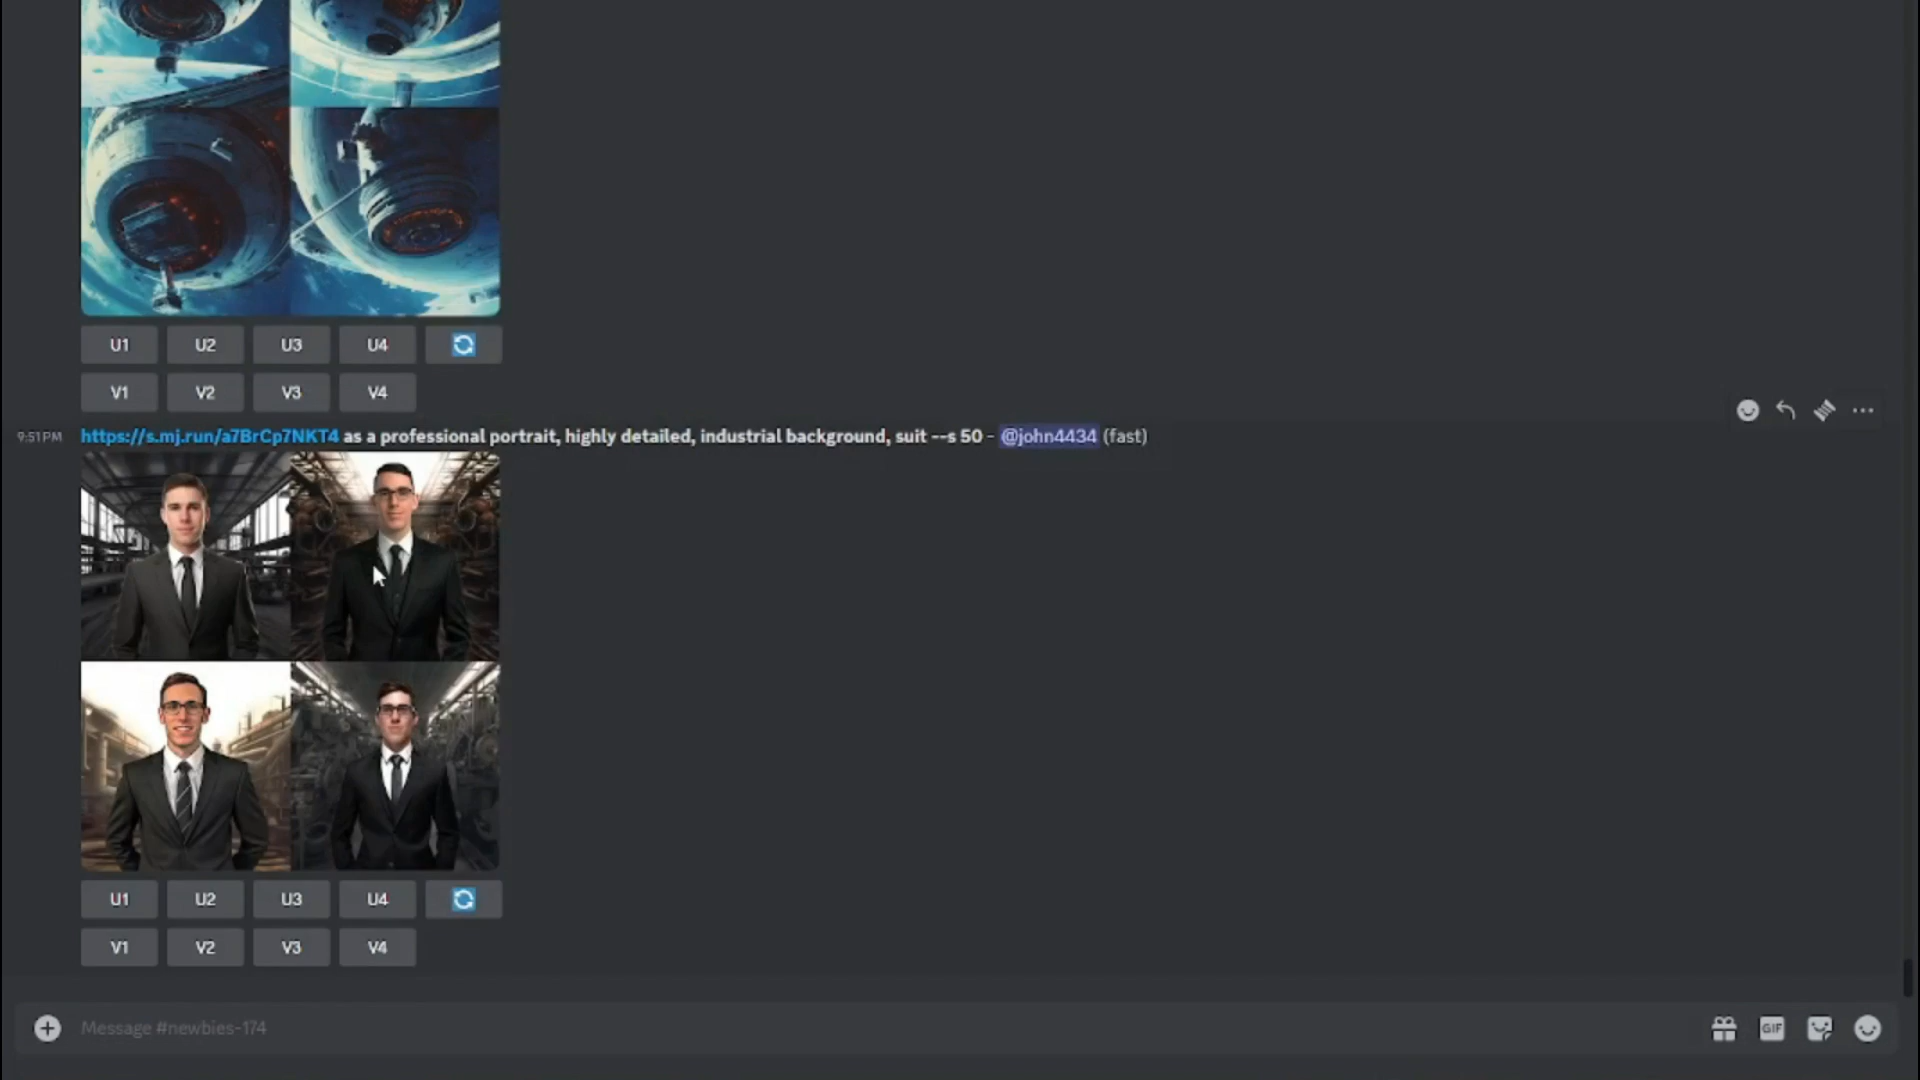 U1 U2 U3 U4
V1 V2 V3 V4
9:51 PM https://s.mj.run/a7BrCp7NKT4 as a professional portrait, highly detailed, industrial background, suit --s 50 - @john4434 (fast)
U1 U2 U3 U4
V1 V2 V3 V4
Message #newbies-174 GIF